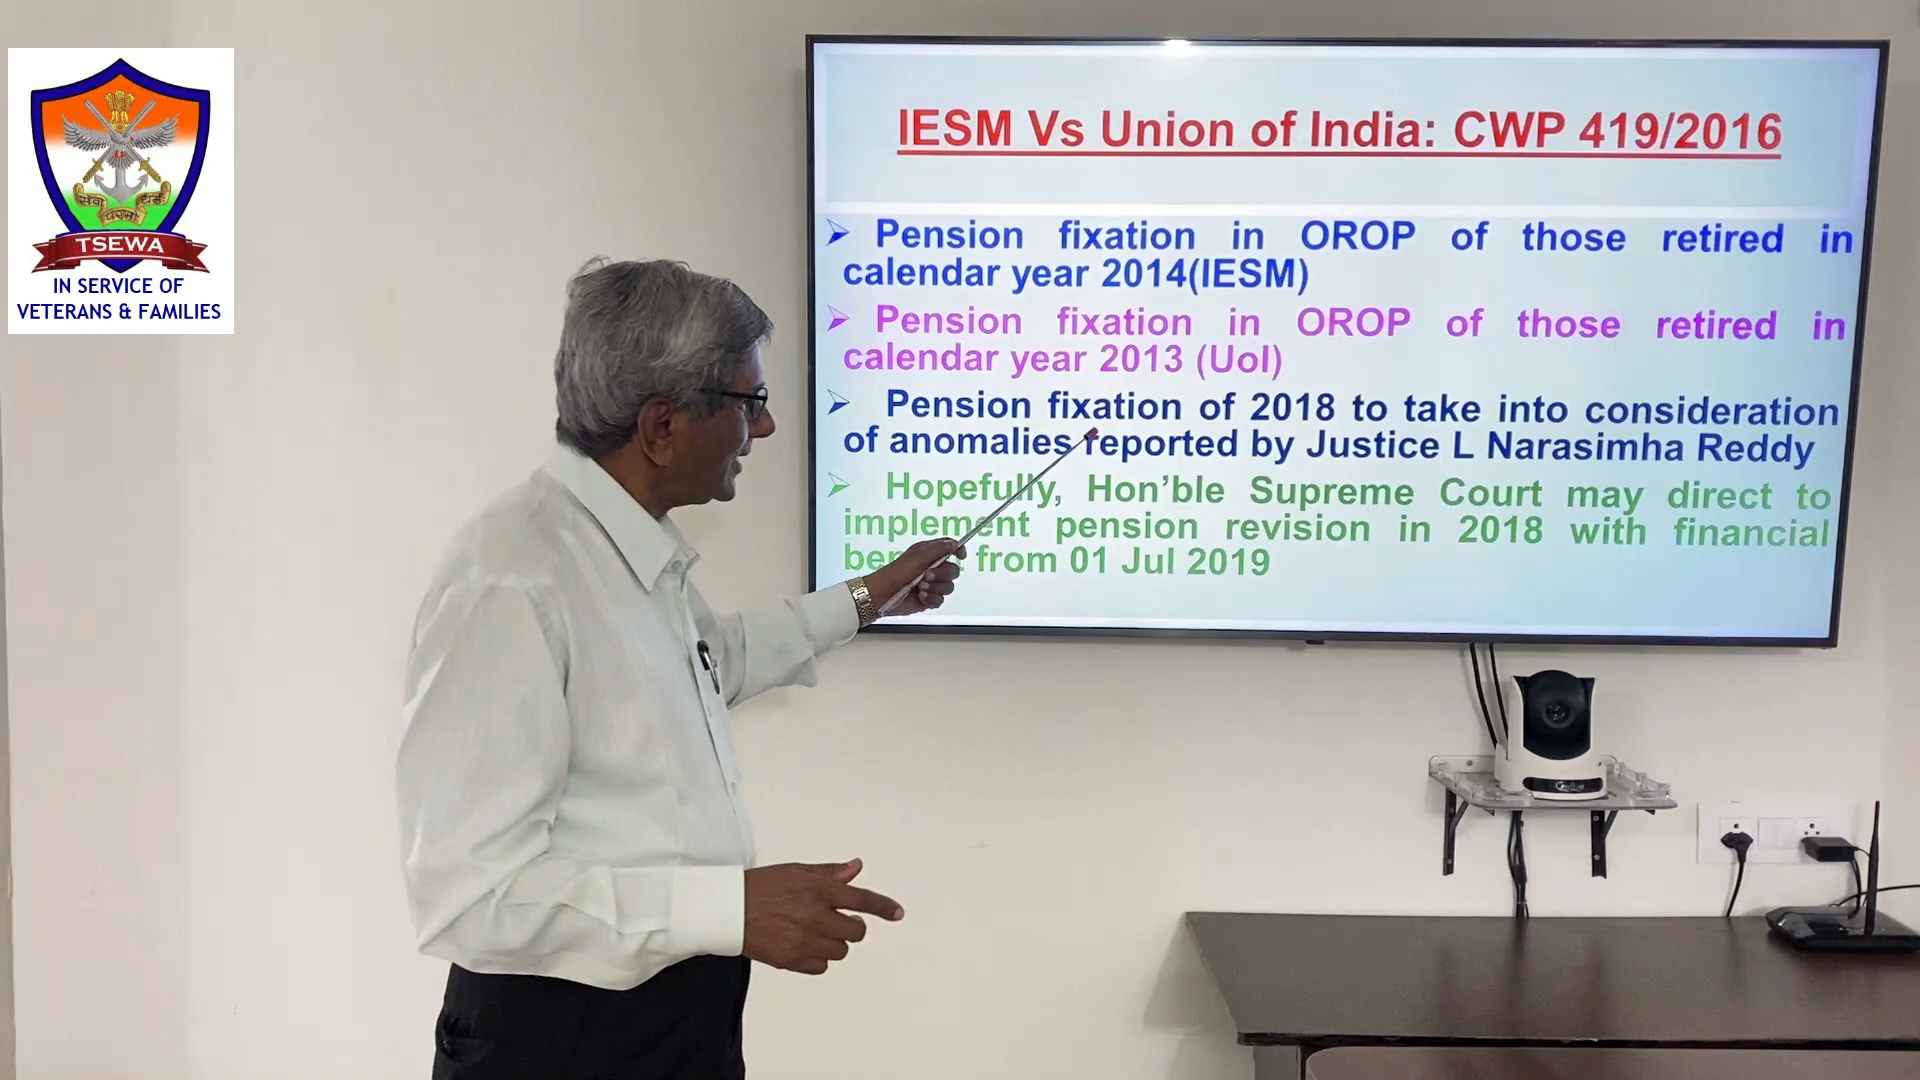 सेवा
धर्मः
परमो
TSEWA
IN SERVICE OF
VETERANS & FAMILIES
IESM Vs Union of India: CWP 419/2016
Pension fixation in OROP of those retired in
calendar year 2014(IESM)
Pension fixation in OROP of those retired in
calendar year 2013 (UoI)
Pension fixation of 2018 to take into consideration
of anomalies reported by Justice L Narasimha Reddy
Hopefully, Hon'ble Supreme Court may direct to
implement pension revision in 2018 with financial
from 01 Jul 2019